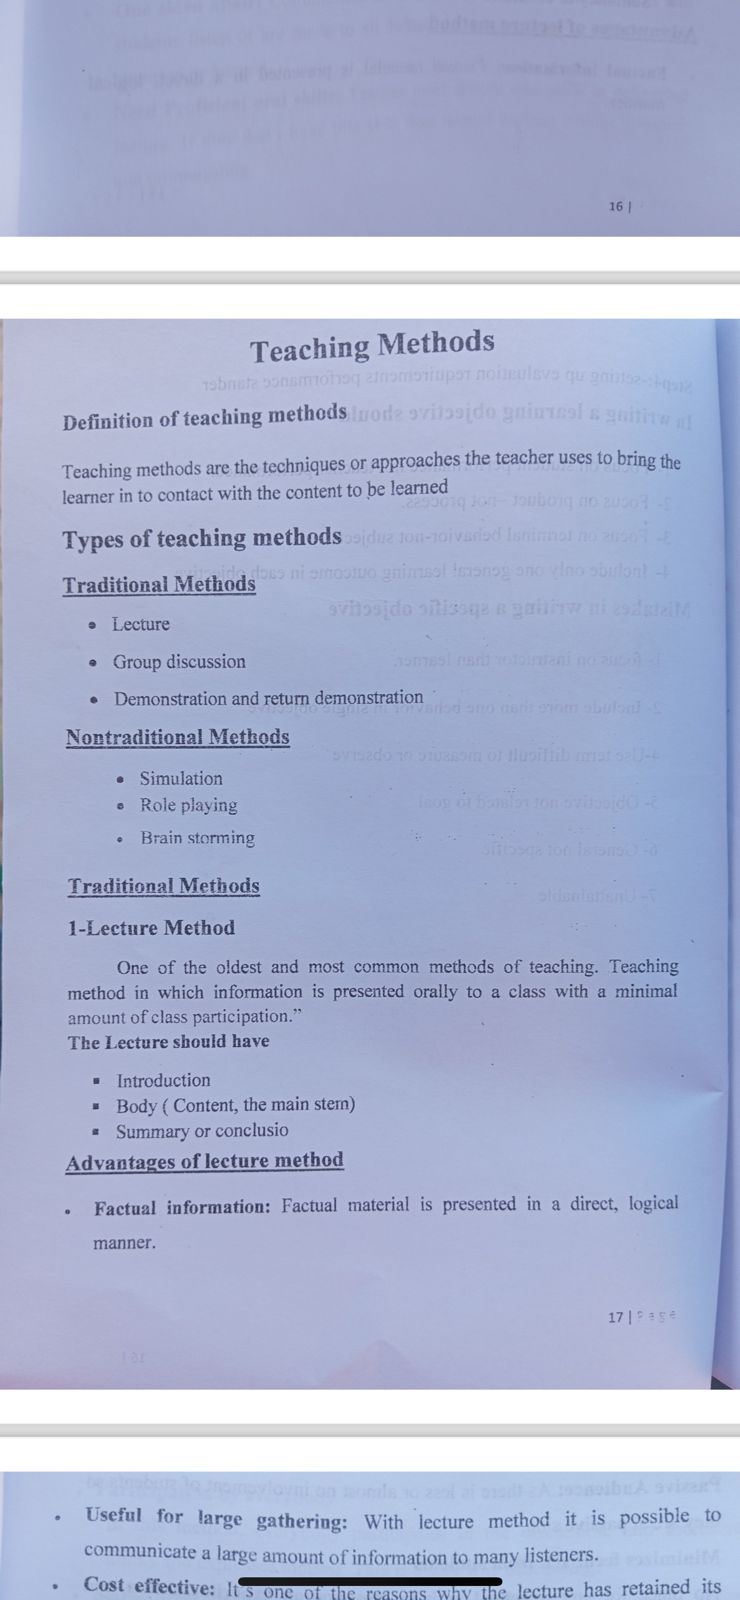 16 |
Teaching Methods
Definition of teaching methods
Teaching methods are the techniques or approaches the teacher uses to bring the
learner in to contact with the content to be learned
Types of teaching methods
Traditional Methods
• Lecture
• Group discussion
• Demonstration and return demonstration
Nontraditional Methods
• Simulation
• Role playing
• Brain storming
Traditional Methods
1-Lecture Method
One of the oldest and most common methods of teaching. Teaching
method in which information is presented orally to a class with a minimal
amount of class participation.”
The Lecture should have
▪ Introduction
▪ Body ( Content, the main stem)
▪ Summary or conclusio
Advantages of lecture method
• Factual information: Factual material is presented in a direct, logical
manner.
17 | Page
• Useful for large gathering: With lecture method it is possible to
communicate a large amount of information to many listeners.
• Cost effective: It's one of the reasons why the lecture has retained its